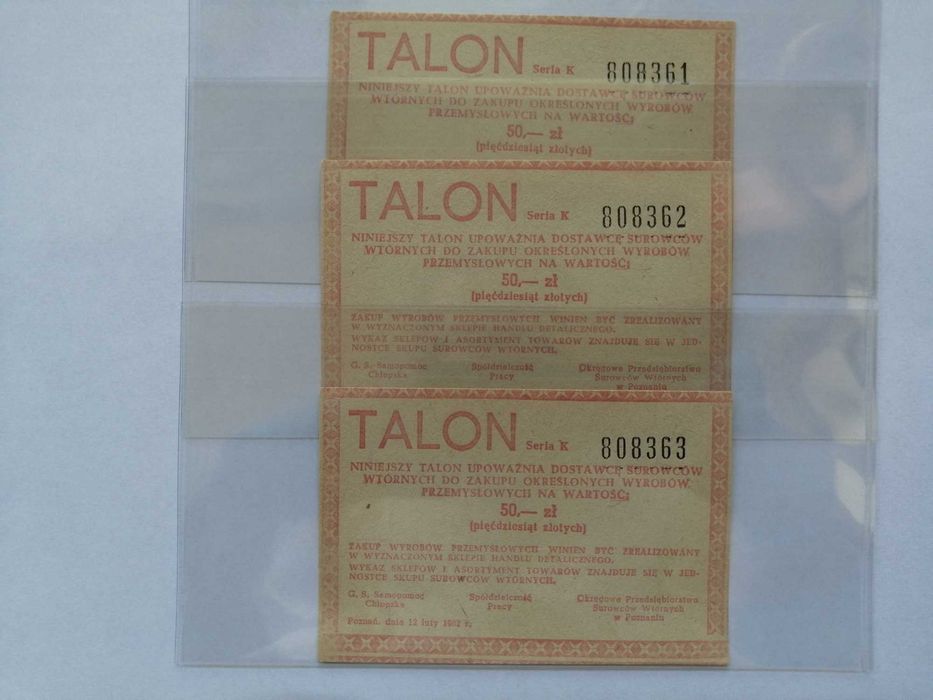 TALON Seria K 808361
NINIEJSZY TALON UPOWAŻNIA DOSTAWCĘ SUROWCÓW
WTÓRNYCH DO ZAKUPU OKREŚLONYCH WYROBÓW
PRZEMYSŁOWYCH NA WARTOŚĆ:
50,— zł
(pięćdziesiąt złotych)
TALON Seria K 808362
NINIEJSZY TALON UPOWAŻNIA DOSTAWCĘ SUROWCÓW
WTÓRNYCH DO ZAKUPU OKREŚLONYCH WYROBÓW
PRZEMYSŁOWYCH NA WARTOŚĆ:
50,— zł
(pięćdziesiąt złotych)
ZAKUP WYROBÓW PRZEMYSŁOWYCH WINIEN BYĆ ZREALIZOWANY
W WYZNACZONYM SKLEPIE HANDLU DETALICZNEGO.
WYKAZ SKLEPÓW I ASORTYMENT TOWARÓW ZNAJDUJE SIĘ W JED-
NOSTCE SKUPU SUROWCÓW WTÓRNYCH.
G. S. Samopomoc Spółdzielczość Okręgowe Przedsiębiorstwo
Chłopska Pracy Surowców Wtórnych
w Poznaniu
TALON Seria K 808363
NINIEJSZY TALON UPOWAŻNIA DOSTAWCĘ SUROWCÓW
WTÓRNYCH DO ZAKUPU OKREŚLONYCH WYROBÓW
PRZEMYSŁOWYCH NA WARTOŚĆ:
50,— zł
(pięćdziesiąt złotych)
ZAKUP WYROBÓW PRZEMYSŁOWYCH WINIEN BYĆ ZREALIZOWANY
W WYZNACZONYM SKLEPIE HANDLU DETALICZNEGO.
WYKAZ SKLEPÓW I ASORTYMENT TOWARÓW ZNAJDUJE SIĘ W JED-
NOSTCE SKUPU SUROWCÓW WTÓRNYCH.
G. S. Samopomoc Spółdzielczość Okręgowe Przedsiębiorstwo
Chłopska Pracy Surowców Wtórnych
w Poznaniu
Poznań, dnia 12 luty 1962 r.